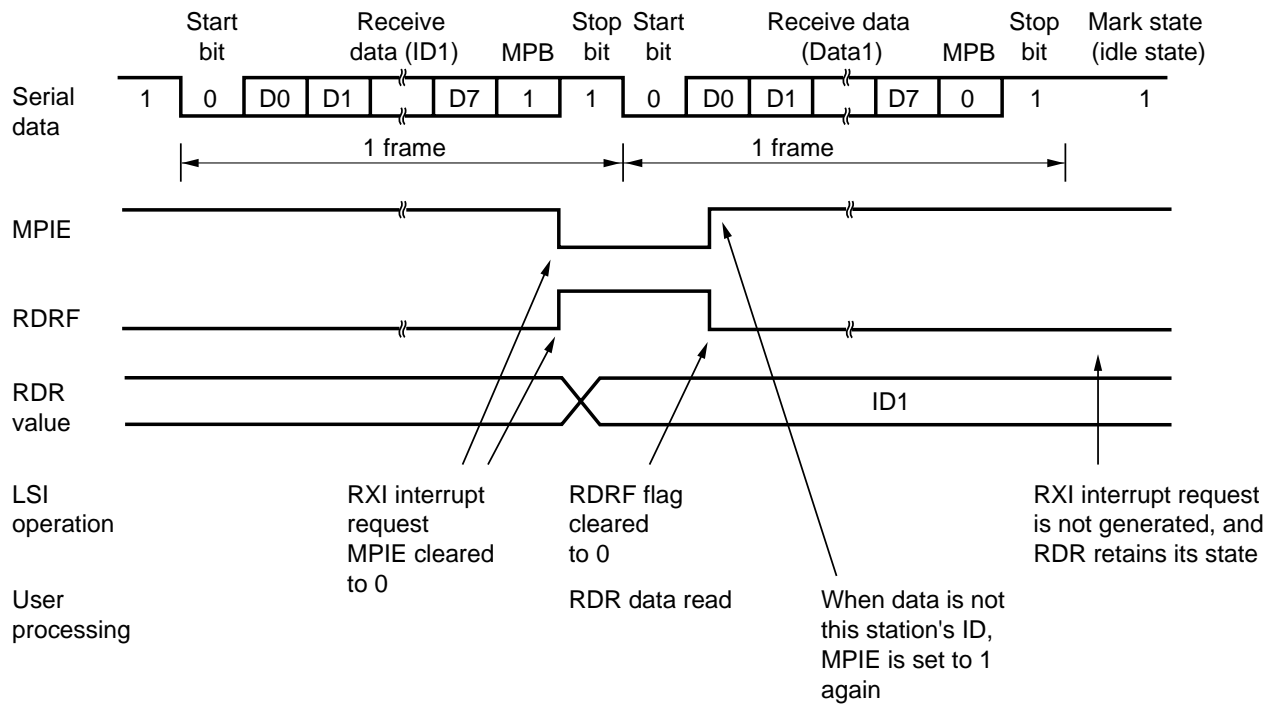 Start bit
Receive data (ID1)
MPB
Stop bit
Start bit
Receive data (Data1)
MPB
Stop bit
Mark state (idle state)
Serial data
1 0 D0 D1 D7 1 1 0 D0 D1 D7 0 1 1
1 frame 1 frame
MPIE
RDRF
RDR value
ID1
LSI operation
RXI interrupt request
MPIE cleared to 0
RDRF flag cleared to 0
RXI interrupt request is not generated, and RDR retains its state
User processing
RDR data read
When data is not this station's ID, MPIE is set to 1 again